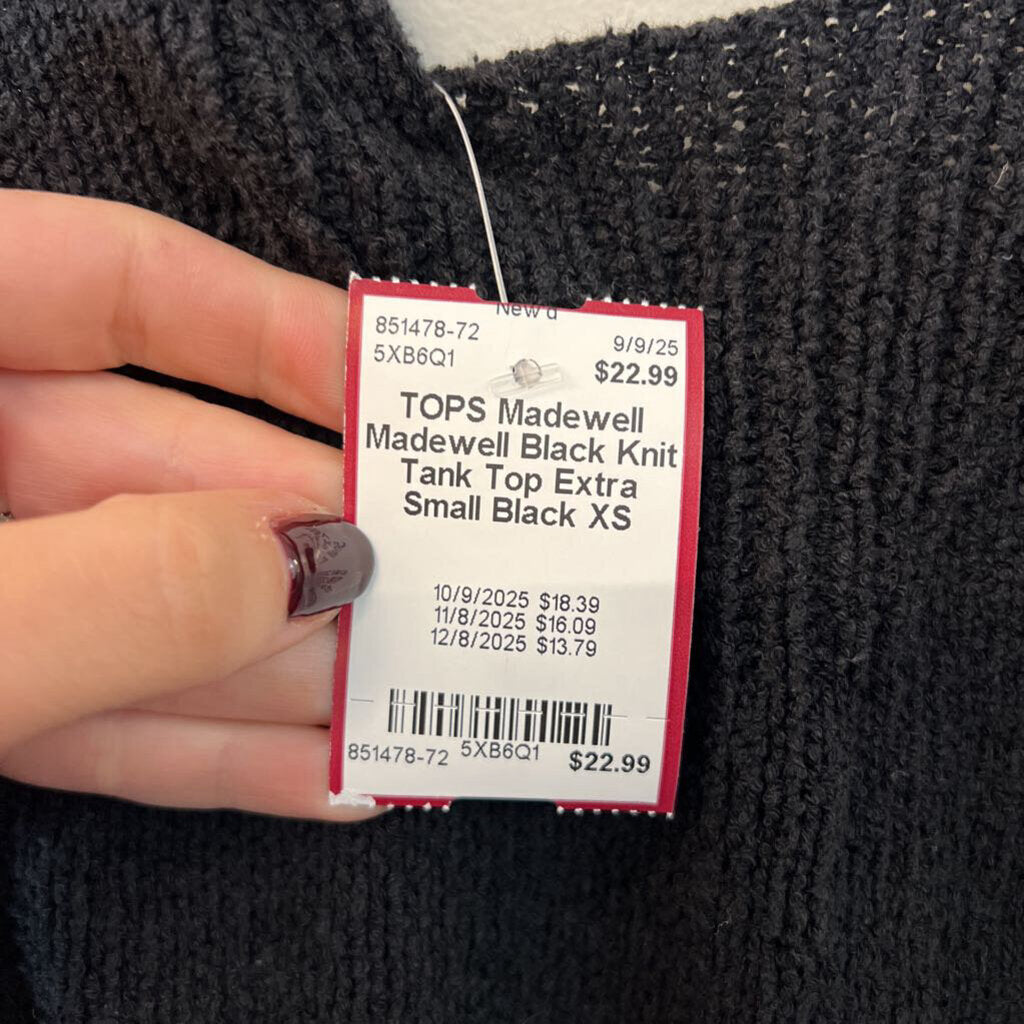 New
851478-72
9/9/25
5XB6Q1
$22.99
TOPS Madewell
Madewell Black Knit
Tank Top Extra
Small Black XS
10/9/2025 $18.39
11/8/2025 $16.09
12/8/2025 $13.79
851478-72 5XB6Q1 $22.99